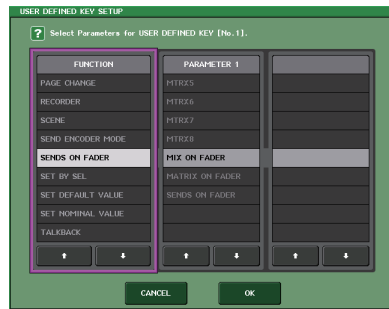 USER DEFINED KEY SETUP
? Select Parameters for USER DEFINED KEY [No.1].
FUNCTION
PARAMETER 1
PAGE CHANGE
MTRX5
RECORDER
MTRX6
SCENE
MTRX7
SEND ENCODER MODE
MTRX8
SENDS ON FADER
MIX ON FADER
SET BY SEL
MATRIX ON FADER
SET DEFAULT VALUE
SENDS ON FADER
SET NOMINAL VALUE
TALKBACK
CANCEL
OK